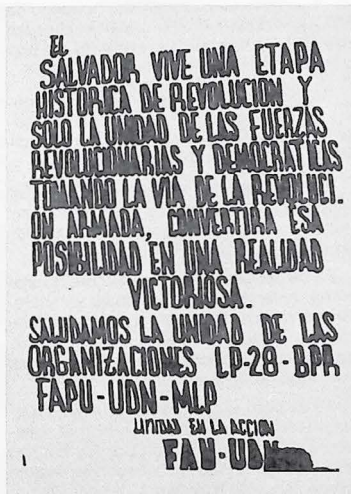 EL
SALVADOR VIVE UNA ETAPA
HISTORICA DE REVOLUCION Y
SOLO LA UNIDAD DE LAS FUERZAS
REVOLUCIONARIAS Y DEMOCRATICAS
TOMANDO LA VIA DE LA REVOLUCI.
ON ARMADA, CONVERTIRA ESA
POSIBILIDAD EN UNA REALIDAD
VICTORIOSA.
SALUDAMOS LA UNIDAD DE LAS
ORGANIZACIONES LP-28-BPR
FAPU-UDN-MLP
UNIDAD EN LA ACCION
FAU-UDN